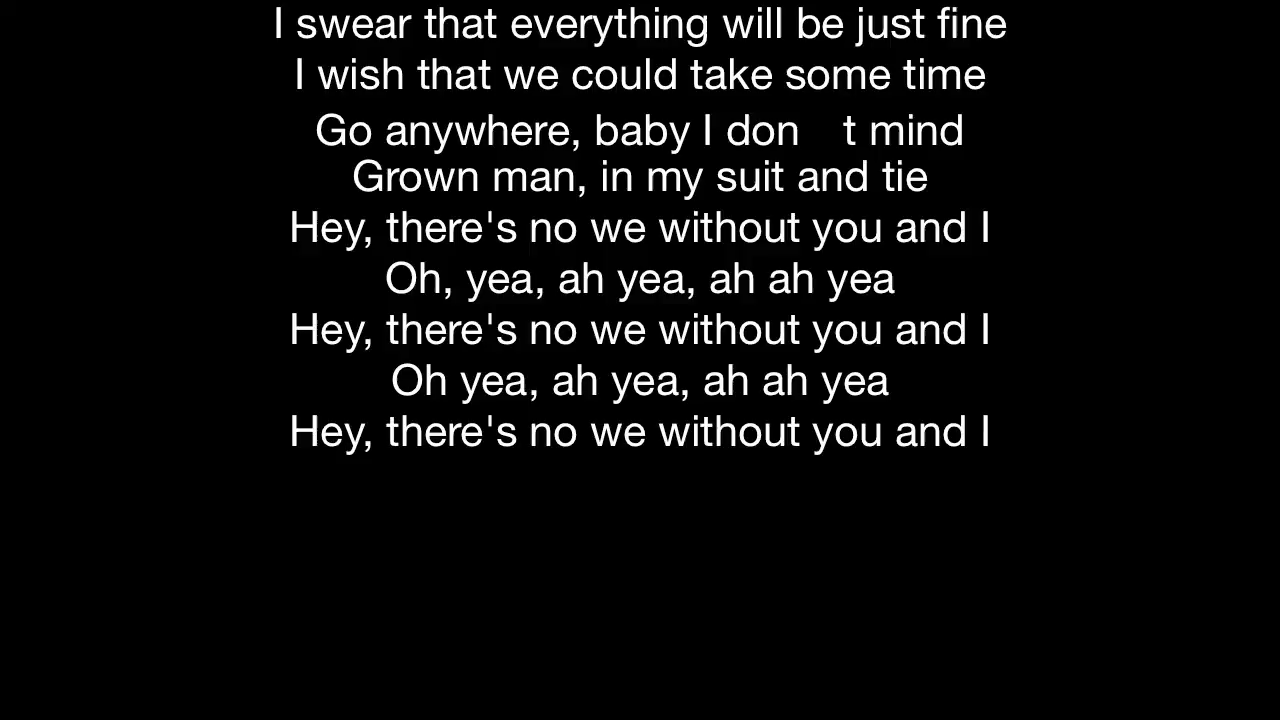 I swear that everything will be just fine
I wish that we could take some time
Go anywhere, baby I don    t mind
Grown man, in my suit and tie
Hey, there's no we without you and I
Oh, yea, ah yea, ah ah yea
Hey, there's no we without you and I
Oh yea, ah yea, ah ah yea
Hey, there's no we without you and I